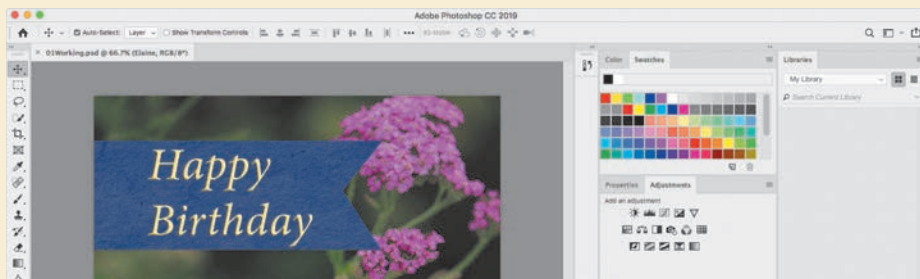 Adobe Photoshop CC 2019
Auto-Select: Layer Show Transform Controls
01Working.psd @ 66.7% (Elaine, RGB/8*)
Color Swatches
Libraries
My Library
Search Current Library
Happy
Birthday
Properties Adjustments
Add an adjustment